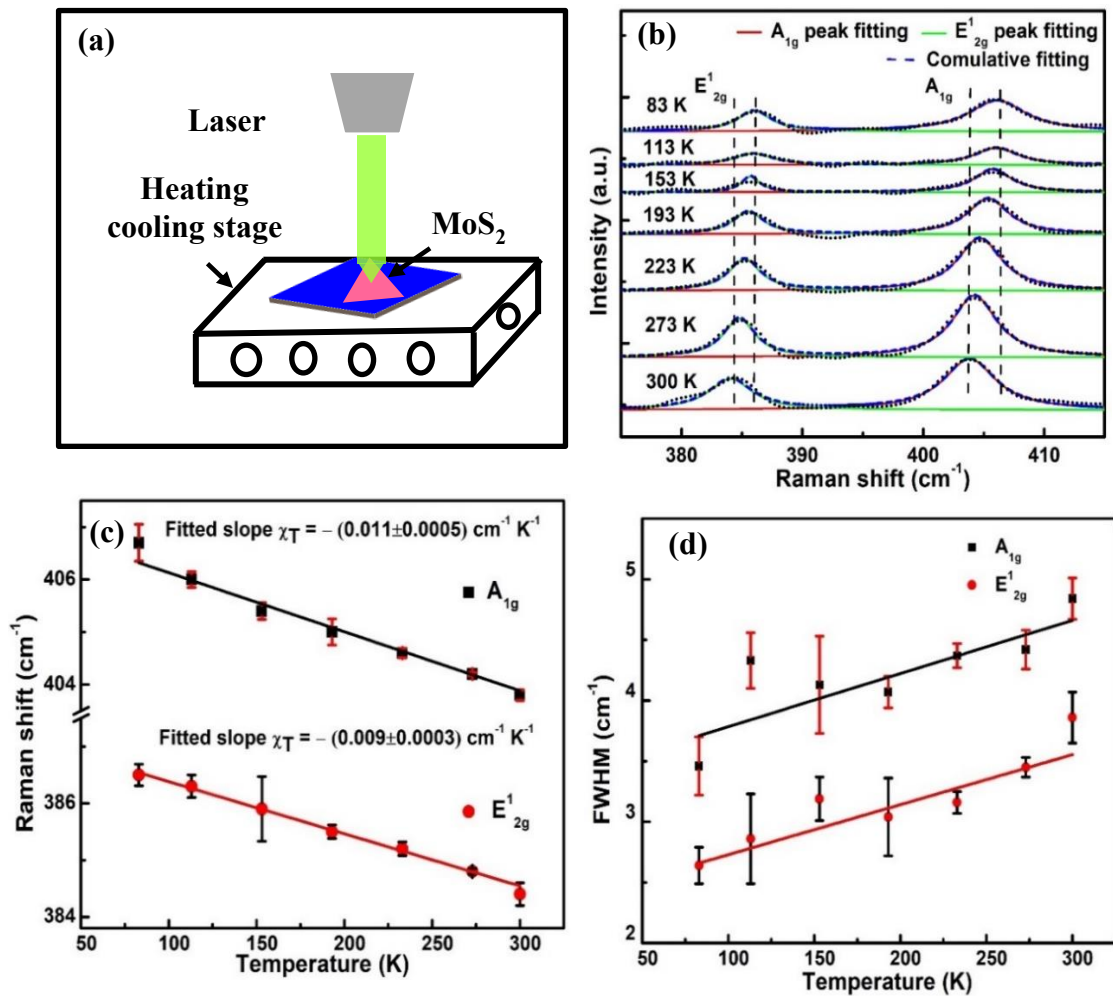 (a)
Laser
Heating
cooling stage
MoS₂
(b)
A₁g peak fitting
E¹₂g peak fitting
Comulative fitting
E¹₂g
A₁g
83 K
113 K
153 K
193 K
223 K
273 K
300 K
Intensity (a.u.)
380 390 400 410
Raman shift (cm⁻¹)
(c)
Fitted slope χT = − (0.011±0.0005) cm⁻¹ K⁻¹
A₁g
406
404
Fitted slope χT = − (0.009±0.0003) cm⁻¹ K⁻¹
E¹₂g
386
384
Raman shift (cm⁻¹)
50 100 150 200 250 300
Temperature (K)
(d)
A₁g
E¹₂g
5
4
3
2
FWHM (cm⁻¹)
50 100 150 200 250 300
Temperature (K)